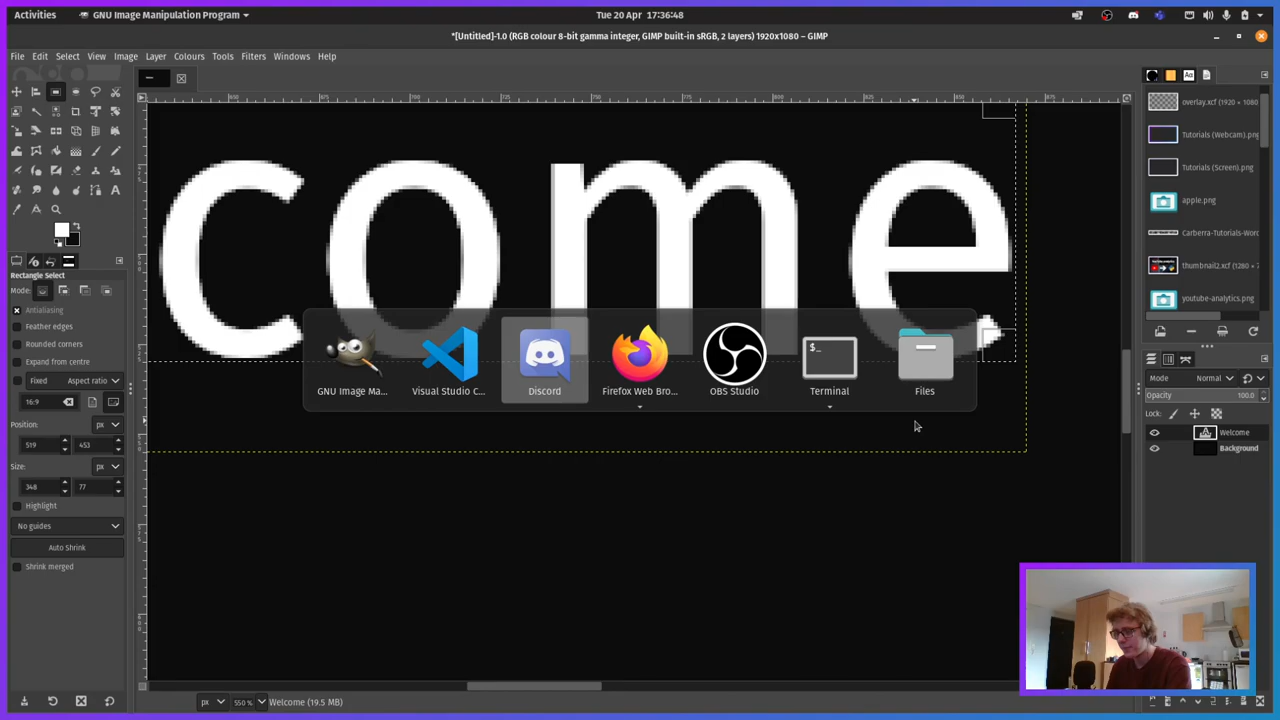 Activities
GNU Image Manipulation Program
Tue 20 Apr 17:36:48
*[Untitled]-1.0 (RGB colour 8-bit gamma integer, GIMP built-in sRGB, 2 layers) 1920x1080 – GIMP
File Edit Select View Image Layer Colours Tools Filters Windows Help
come
GNU Image Ma...
Visual Studio C...
Discord
Firefox Web Bro...
OBS Studio
Terminal
Files
Rectangle Select
Mode:
Antialiasing
Feather edges
Rounded corners
Expand from centre
Fixed Aspect ratio
16:9
Position: px
519 453
Size: px
348 77
Highlight
No guides
Auto Shrink
Shrink merged
px 550 % Welcome (19.5 MB)
overlay.xcf (1920 × 1080
Tutorials (Webcam).png
Tutorials (Screen).png
apple.png
Carberra-Tutorials-Wor
thumbnail2.xcf (1280 × 7
youtube-analytics.png
Mode Normal
Opacity 100.0
Lock:
Welcome
Background